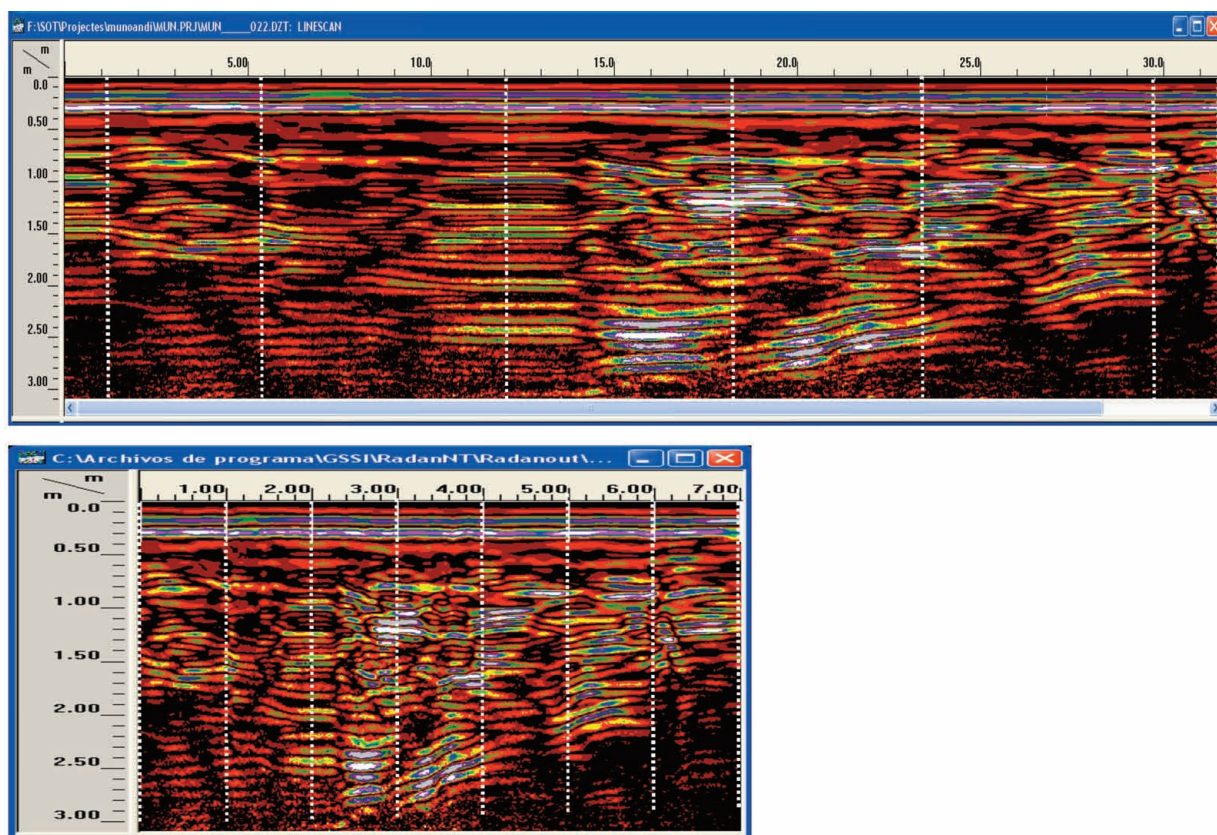 F:\SOT\Projectes\munoandi\MUN.PRJ\MUN____022.DZT: LINESCAN
m
m
5.00 10.0 15.0 20.0 25.0 30.0
0.0
0.50
1.00
1.50
2.00
2.50
3.00
C:\Archivos de programa\GSSI\RadanNT\Radanout\...
m
m
1.00 2.00 3.00 4.00 5.00 6.00 7.00
0.0
0.50
1.00
1.50
2.00
2.50
3.00